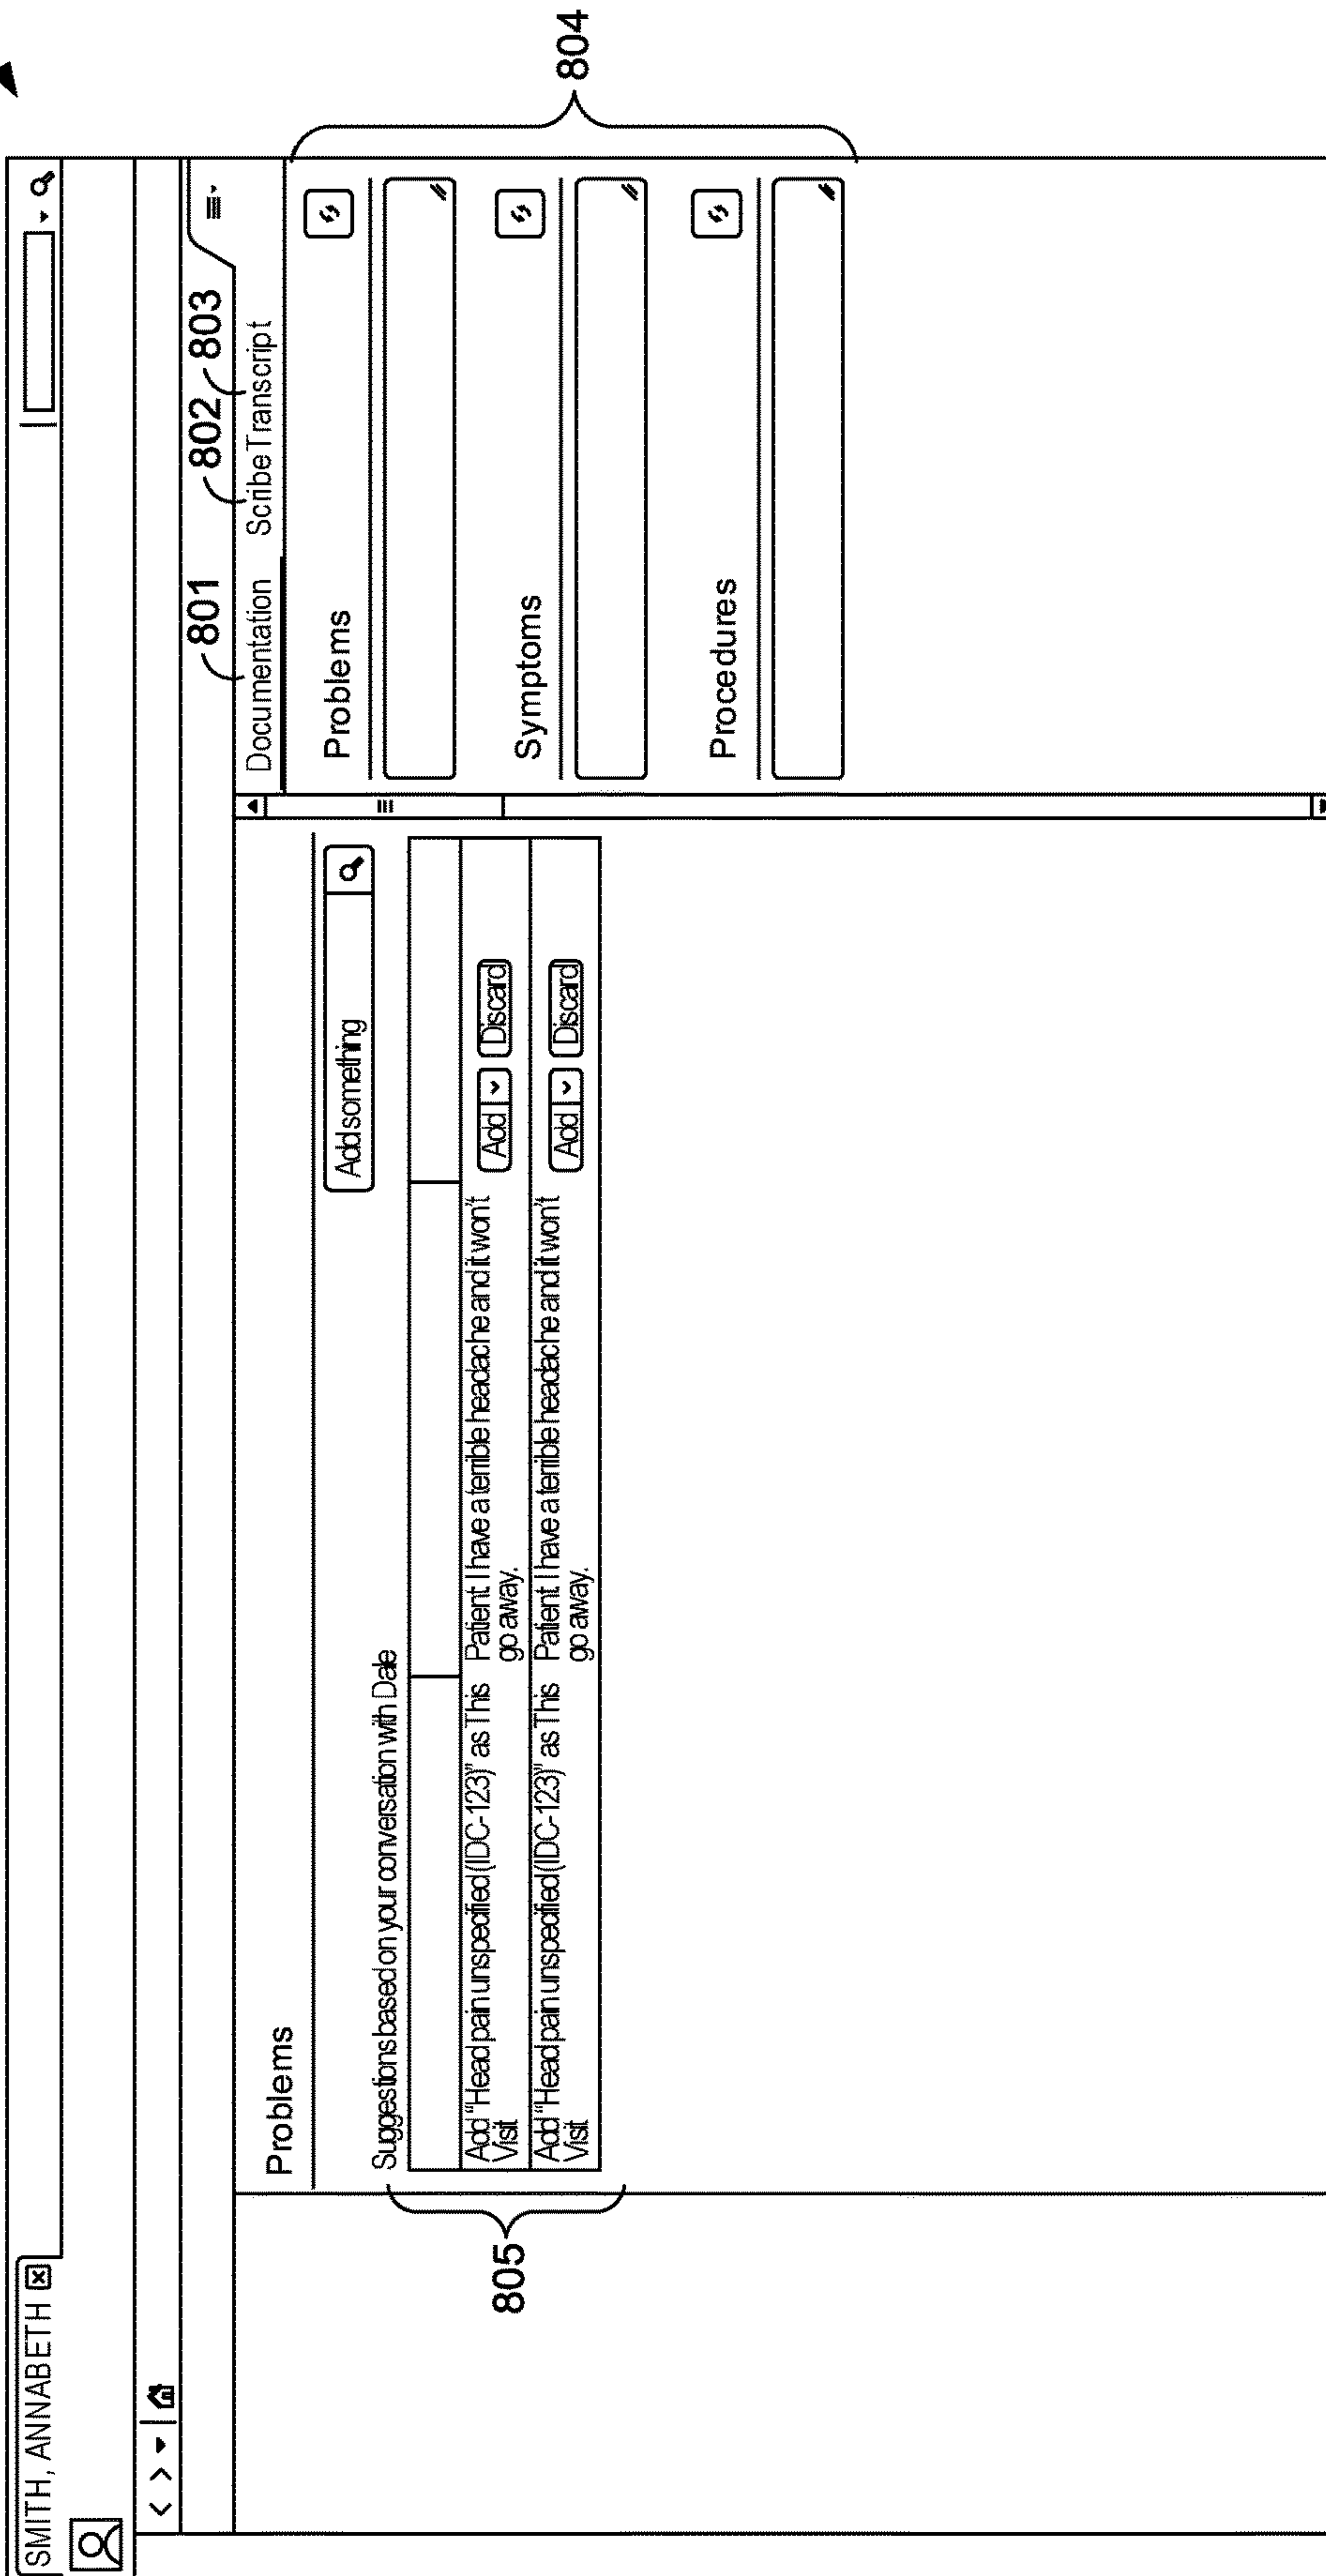 SMITH, ANNABETH
801
802
803
Documentation
Scribe
Transcript
Problems
Add something
Suggestions based on your conversation with Dale
Add "Head pain unspecified (IDC-123)" as This
Visit
Patient I have a terrible headache and it won't
go away.
Add
Discard
Add "Head pain unspecified (IDC-123)" as This
Visit
Patient I have a terrible headache and it won't
go away.
Add
Discard
805
Problems
Symptoms
Procedures
804